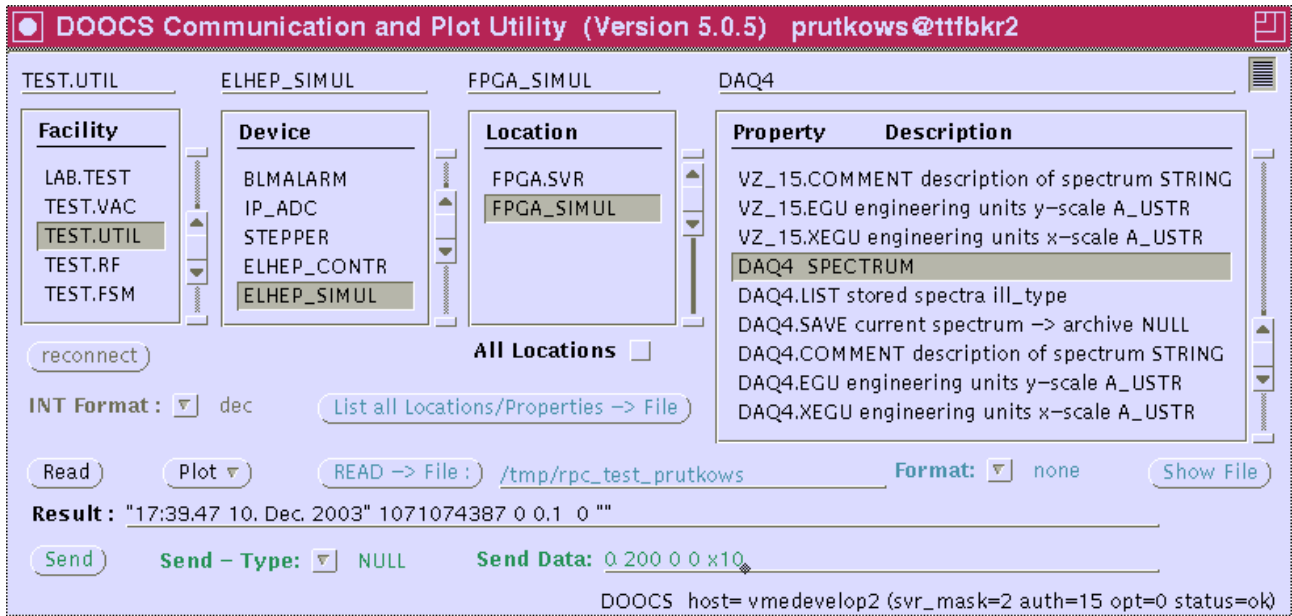 DOOCS Communication and Plot Utility (Version 5.0.5) prutkows@ttfbkr2
TEST.UTIL ELHEP_SIMUL FPGA_SIMUL DAQ4
Facility
LAB.TEST
TEST.VAC
TEST.UTIL
TEST.RF
TEST.FSM
Device
BLMALARM
IP_ADC
STEPPER
ELHEP_CONTR
ELHEP_SIMUL
Location
FPGA.SVR
FPGA_SIMUL
Property Description
VZ_15.COMMENT description of spectrum STRING
VZ_15.EGU engineering units y-scale A_USTR
VZ_15.XEGU engineering units x-scale A_USTR
DAQ4 SPECTRUM
DAQ4.LIST stored spectra ill_type
DAQ4.SAVE current spectrum -> archive NULL
DAQ4.COMMENT description of spectrum STRING
DAQ4.EGU engineering units y-scale A_USTR
DAQ4.XEGU engineering units x-scale A_USTR
reconnect All Locations
INT Format: dec List all Locations/Properties -> File
Read Plot READ -> File: /tmp/rpc_test_prutkows Format: none Show File
Result: "17:39.47 10. Dec. 2003" 1071074387 0 0.1 0 ""
Send Send - Type: NULL Send Data: 0 200 0 0 x10
DOOCS host= vmedevelop2 (svr_mask=2 auth=15 opt=0 status=ok)